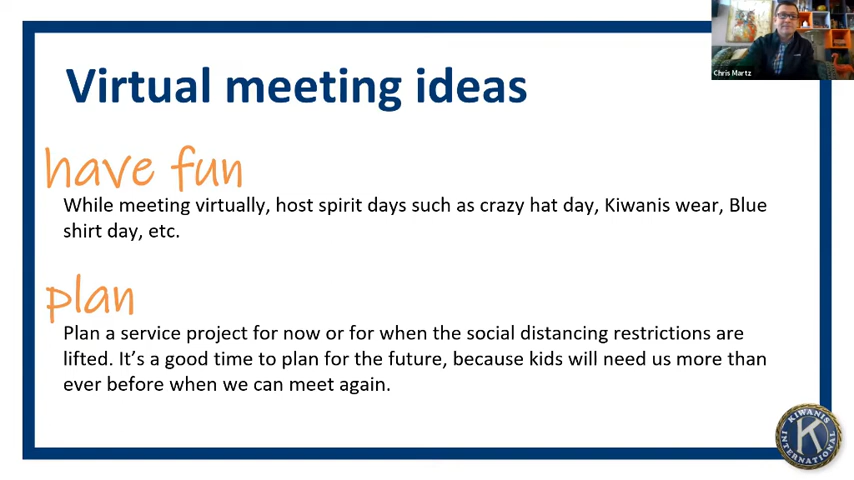 Virtual meeting ideas
Chris Martz
have fun
While meeting virtually, host spirit days such as crazy hat day, Kiwanis wear, Blue
shirt day, etc.
plan
Plan a service project for now or for when the social distancing restrictions are
lifted. It’s a good time to plan for the future, because kids will need us more than
ever before when we can meet again.
KIWANIS
K
INTERNATIONAL